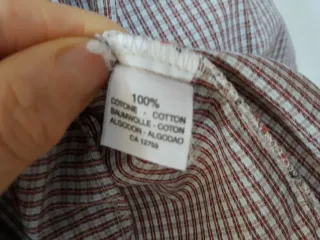 100%
COTONE - COTTON
BAUMWOLLE - COTON
ALGODON - ALGODAO
CA 12759